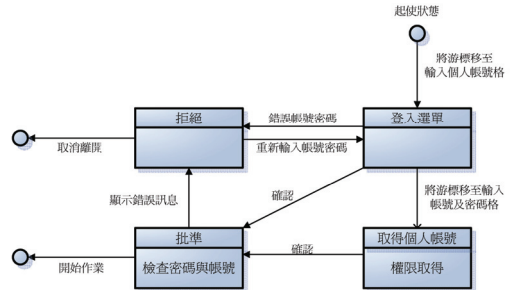 起使狀態
將游標移至
輸入個人帳號格
拒絕
錯誤帳號密碼
登入選單
取消離開
重新輸入帳號密碼
顯示錯誤訊息
確認
將游標移至輸入
帳號及密碼格
批準
確認
取得個人帳號
開始作業
檢查密碼與帳號
權限取得